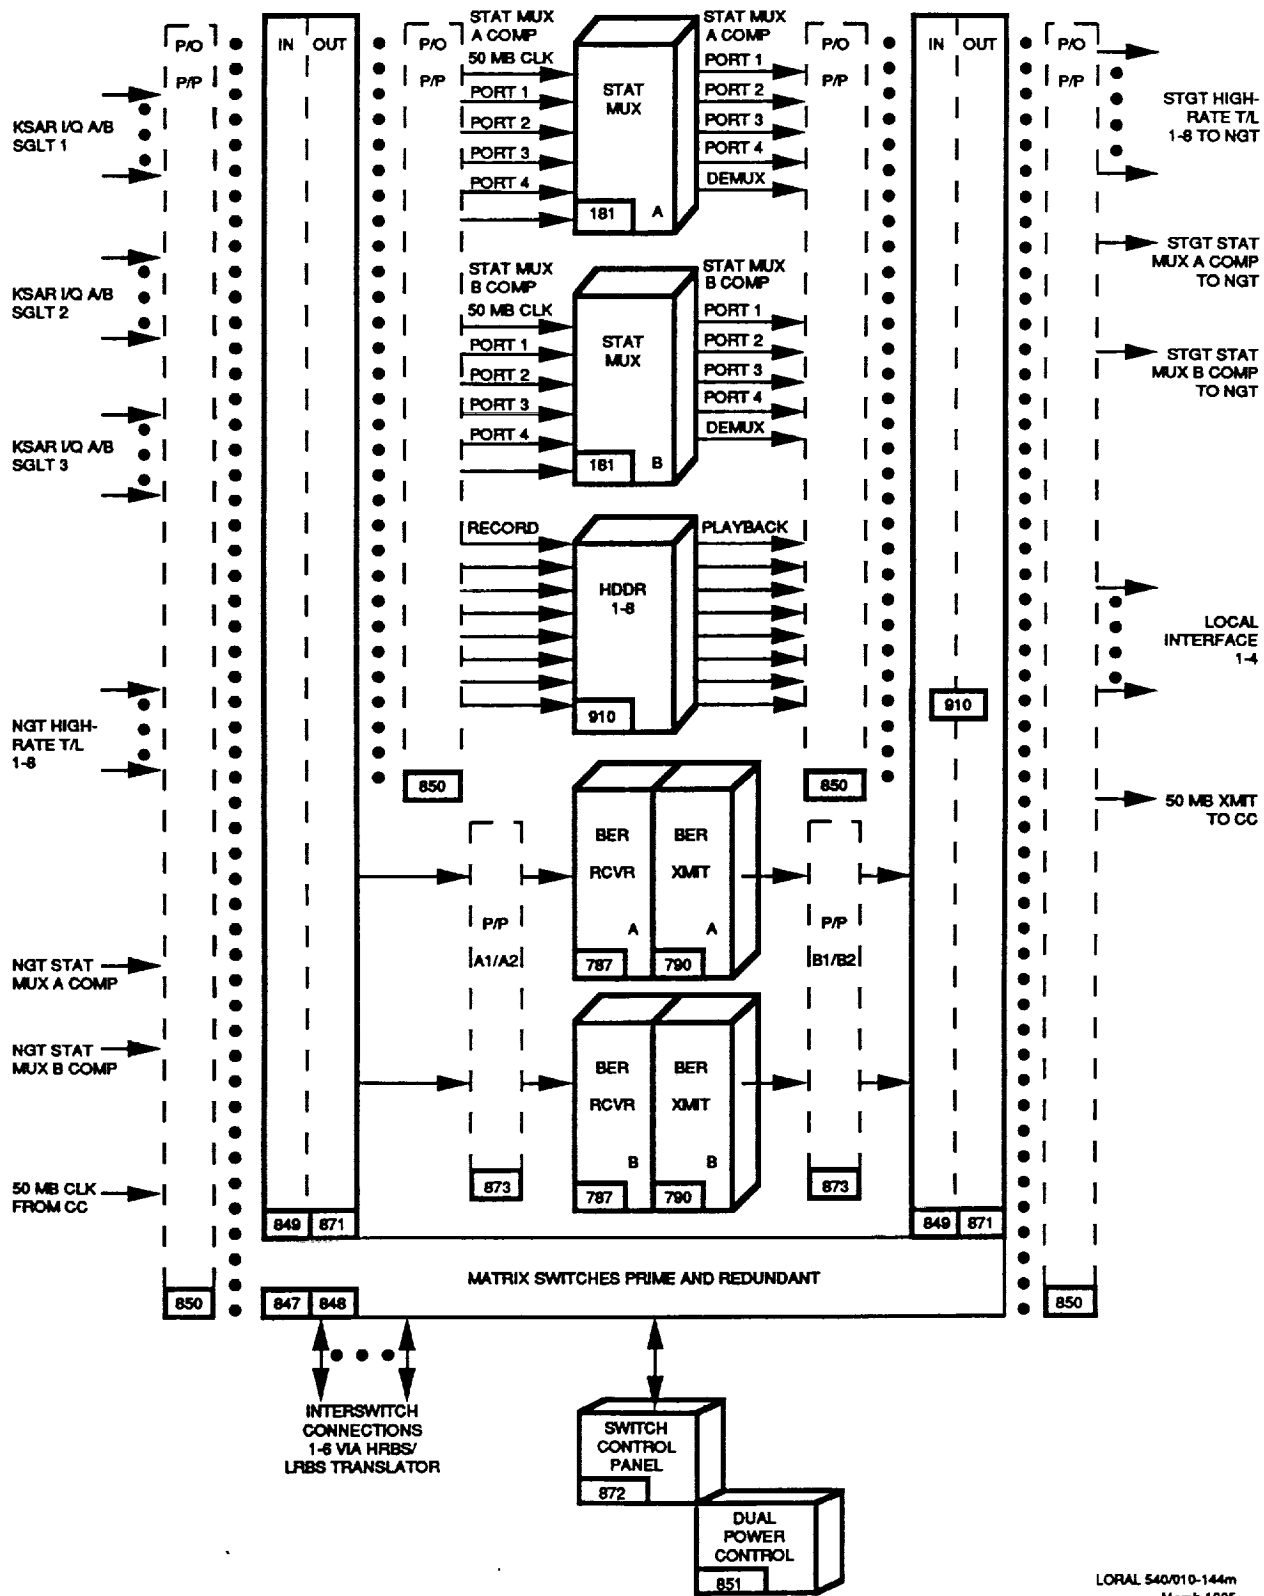 P/O
P/P
KSAR I/Q A/B
SGLT 1
KSAR I/Q A/B
SGLT 2
KSAR I/Q A/B
SGLT 3
NGT HIGH-
RATE T/L
1-8
NGT STAT
MUX A COMP
NGT STAT
MUX B COMP
50 MB CLK
FROM CC
850
IN
OUT
849
871
847
848
P/O
P/P
850
STAT MUX
A COMP
50 MB CLK
PORT 1
PORT 2
PORT 3
PORT 4
STAT
MUX
181
A
STAT MUX
A COMP
PORT 1
PORT 2
PORT 3
PORT 4
DEMUX
STAT MUX
B COMP
50 MB CLK
PORT 1
PORT 2
PORT 3
PORT 4
STAT
MUX
181
B
STAT MUX
B COMP
PORT 1
PORT 2
PORT 3
PORT 4
DEMUX
RECORD
HDDR
1-8
910
PLAYBACK
P/P
A1/A2
873
BER
RCVR
A
787
BER
XMIT
A
790
BER
RCVR
B
787
BER
XMIT
B
790
P/P
B1/B2
873
P/O
P/P
850
IN
OUT
910
849
871
P/O
P/P
850
STGT HIGH-
RATE T/L
1-8 TO NGT
STGT STAT
MUX A COMP
TO NGT
STGT STAT
MUX B COMP
TO NGT
LOCAL
INTERFACE
1-4
50 MB XMIT
TO CC
MATRIX SWITCHES PRIME AND REDUNDANT
INTERSWITCH
CONNECTIONS
1-6 VIA HRBS/
LRBS TRANSLATOR
SWITCH
CONTROL
PANEL
872
DUAL
POWER
CONTROL
851
LORAL 540/010-144m